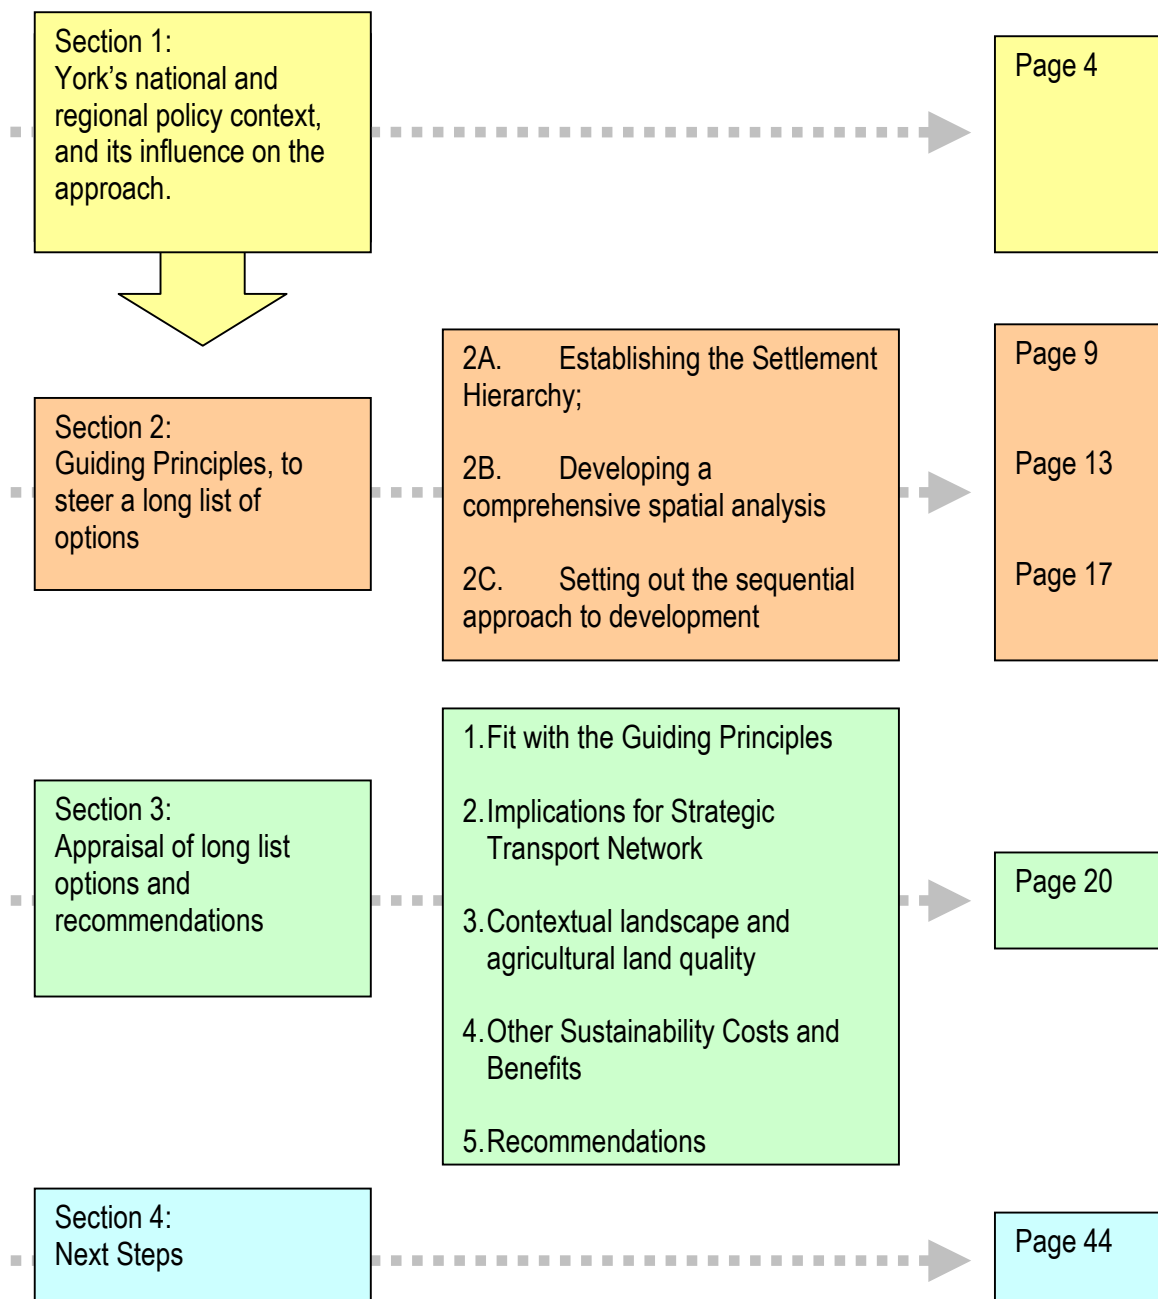 Section 1:
York’s national and
regional policy context,
and its influence on the
approach.
Page 4
Section 2:
Guiding Principles, to
steer a long list of
options
2A. Establishing the Settlement
Hierarchy;
2B. Developing a
comprehensive spatial analysis
2C. Setting out the sequential
approach to development
Page 9
Page 13
Page 17
Section 3:
Appraisal of long list
options and
recommendations
1.Fit with the Guiding Principles
2.Implications for Strategic
Transport Network
3.Contextual landscape and
agricultural land quality
4.Other Sustainability Costs and
Benefits
5.Recommendations
Page 20
Section 4:
Next Steps
Page 44